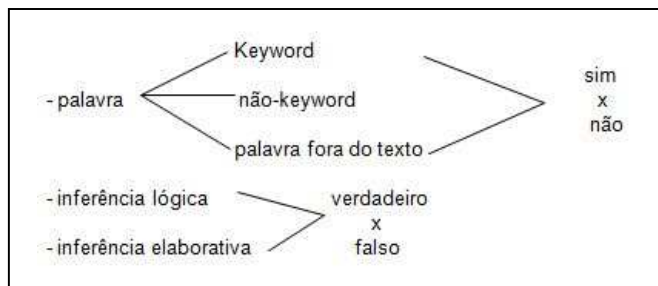 Keyword
- palavra
não-keyword
palavra fora do texto
sim
x
não
- inferência lógica
- inferência elaborativa
verdadeiro
x
falso